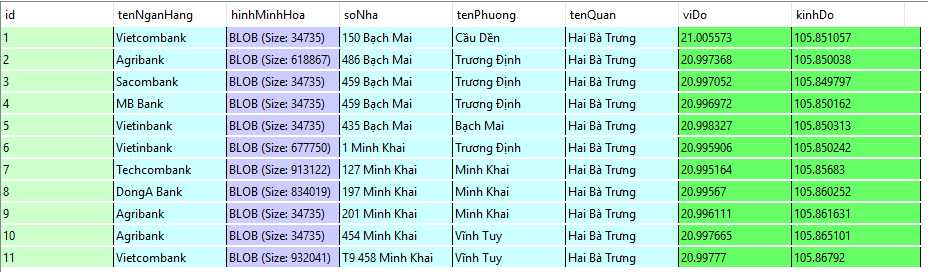 id tenNganHang hinhMinhHoa soNha tenPhuong tenQuan viDo kinhDo
1 Vietcombank BLOB (Size: 34735) 150 Bạch Mai Cầu Dền Hai Bà Trưng 21.005573 105.851057
2 Agribank BLOB (Size: 618867) 486 Bạch Mai Trương Định Hai Bà Trưng 20.997368 105.850038
3 Sacombank BLOB (Size: 34735) 459 Bạch Mai Trương Định Hai Bà Trưng 20.997052 105.849797
4 MB Bank BLOB (Size: 34735) 459 Bạch Mai Trương Định Hai Bà Trưng 20.996972 105.850162
5 Vietinbank BLOB (Size: 34735) 435 Bạch Mai Bạch Mai Hai Bà Trưng 20.998327 105.850313
6 Vietinbank BLOB (Size: 677750) 1 Minh Khai Trương Định Hai Bà Trưng 20.995906 105.850242
7 Techcombank BLOB (Size: 913122) 127 Minh Khai Minh Khai Hai Bà Trưng 20.995164 105.85683
8 DongA Bank BLOB (Size: 834019) 197 Minh Khai Minh Khai Hai Bà Trưng 20.99567 105.860252
9 Agribank BLOB (Size: 34735) 201 Minh Khai Minh Khai Hai Bà Trưng 20.996111 105.861631
10 Agribank BLOB (Size: 34735) 454 Minh Khai Vĩnh Tuy Hai Bà Trưng 20.997665 105.865101
11 Vietcombank BLOB (Size: 932041) T9 458 Minh Khai Vĩnh Tuy Hai Bà Trưng 20.99777 105.86792